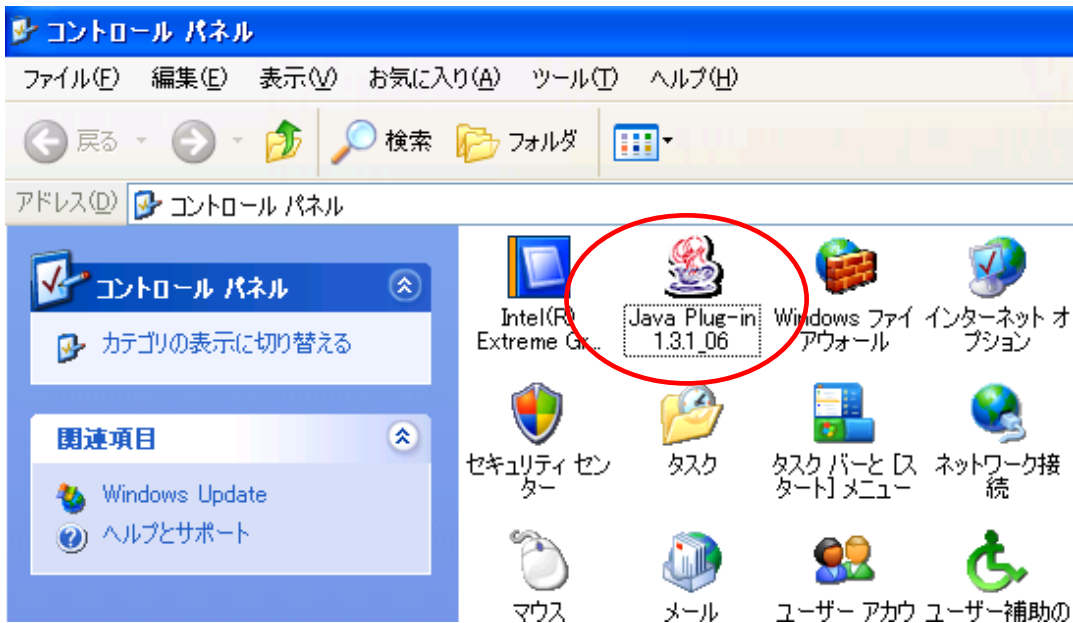 コントロール パネル
ファイル(F) 編集(E) 表示(V) お気に入り(A) ツール(T) ヘルプ(H)
戻る 検索 フォルダ
アドレス(D) コントロール パネル
コントロール パネル
カテゴリの表示に切り替える
関連項目
Windows Update
ヘルプとサポート
Intel(R)
Extreme Gr...
Java Plug-in
1.3.1_06
Windows ファイ
アウォール
インターネット オ
プション
セキュリティ セン
ター
タスク
タスク バーと [ス
タート] メニュー
ネットワーク接
続
マウス
メール
ユーザー アカウ
ユーザー補助の